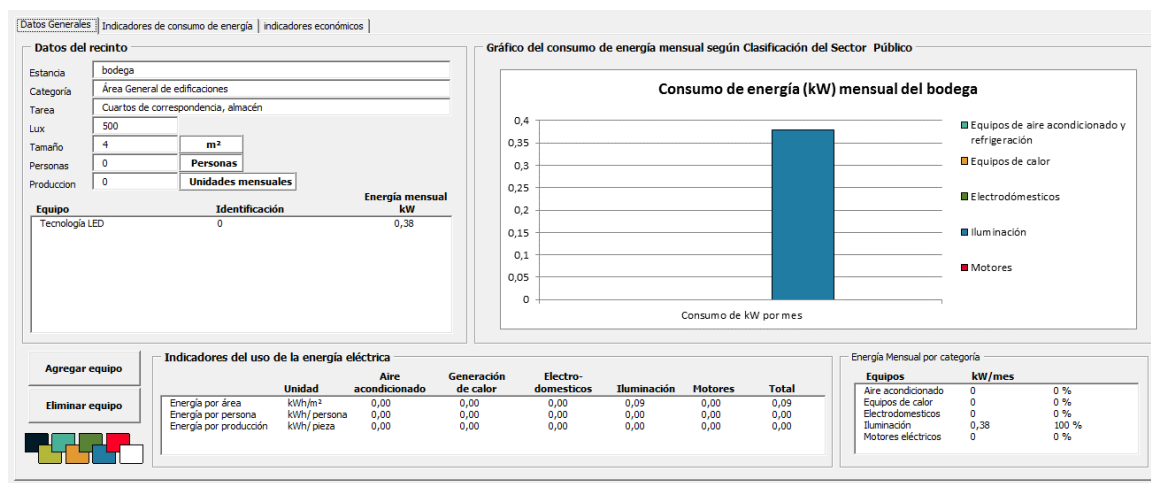 Datos Generales Indicadores de consumo de energía indicadores económicos
Datos del recinto
Estancia bodega
Categoría Área General de edificaciones
Tarea Cuartos de correspondencia, almacén
Lux 500
Tamaño 4 m²
Personas 0 Personas
Produccion 0 Unidades mensuales
Energía mensual
Equipo Identificación kW
Tecnología LED 0 0,38
Gráfico del consumo de energía mensual según Clasificación del Sector Público
Consumo de energía (kW) mensual del bodega
0,4
0,35
0,3
0,25
0,2
0,15
0,1
0,05
0
Consumo de kW por mes
Equipos de aire acondicionado y
refrigeración
Equipos de calor
Electrodómesticos
Iluminación
Motores
Agregar equipo
Eliminar equipo
Indicadores del uso de la energía eléctrica
Aire Generación Electro-
Unidad acondicionado de calor domesticos Iluminación Motores Total
Energía por área kWh/m² 0,00 0,00 0,00 0,09 0,00 0,09
Energía por persona kWh/ persona 0,00 0,00 0,00 0,00 0,00 0,00
Energía por producción kWh/ pieza 0,00 0,00 0,00 0,00 0,00 0,00
Energía Mensual por categoría
Equipos kW/mes
Aire acondicionado 0 0 %
Equipos de calor 0 0 %
Electrodomesticos 0 0 %
Iluminación 0,38 100 %
Motores eléctricos 0 0 %